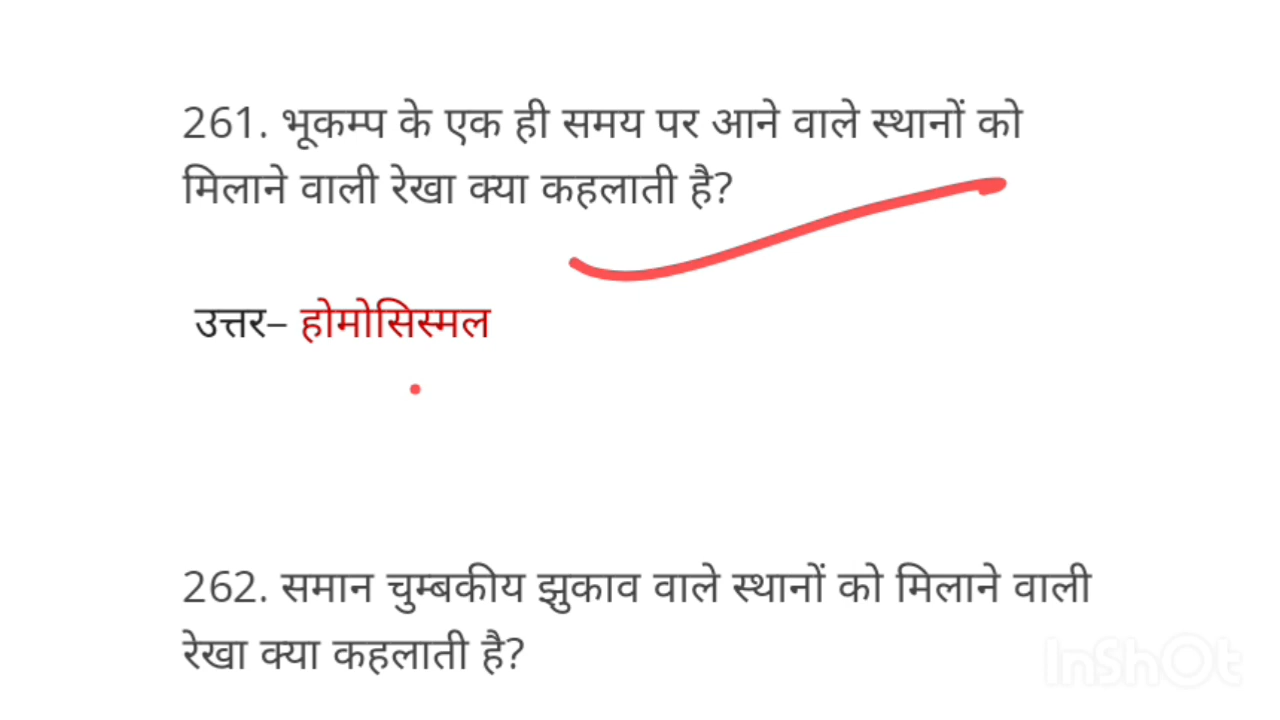 261. भूकम्प के एक ही समय पर आने वाले स्थानों को
मिलाने वाली रेखा क्या कहलाती है?
उत्तर– होमोसिस्मल
262. समान चुम्बकीय झुकाव वाले स्थानों को मिलाने वाली
रेखा क्या कहलाती है?
InShOt